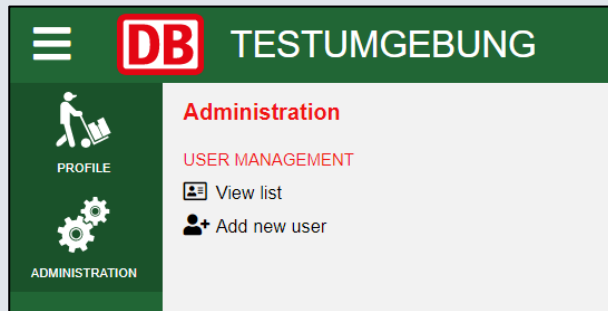 DB TESTUMGEBUNG
PROFILE
ADMINISTRATION
Administration
USER MANAGEMENT
View list
Add new user